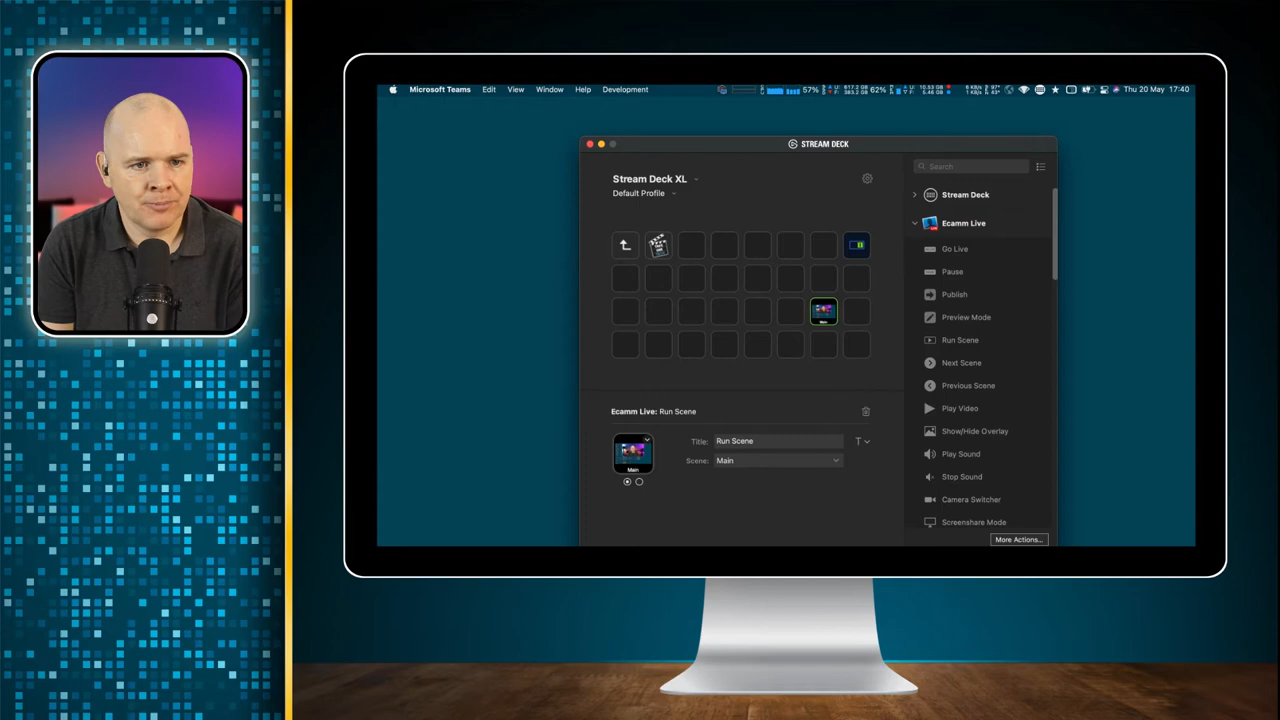 Microsoft Teams Edit View Window Help Development
57% 62% Thu 20 May 17:40
STREAM DECK
Stream Deck XL
Default Profile
Search
Stream Deck
Ecamm Live
Go Live
Pause
Publish
Preview Mode
Run Scene
Next Scene
Previous Scene
Play Video
Show/Hide Overlay
Play Sound
Stop Sound
Camera Switcher
Screenshare Mode
More Actions...
Main
Ecamm Live: Run Scene
Main
Title: Run Scene
T
Scene: Main